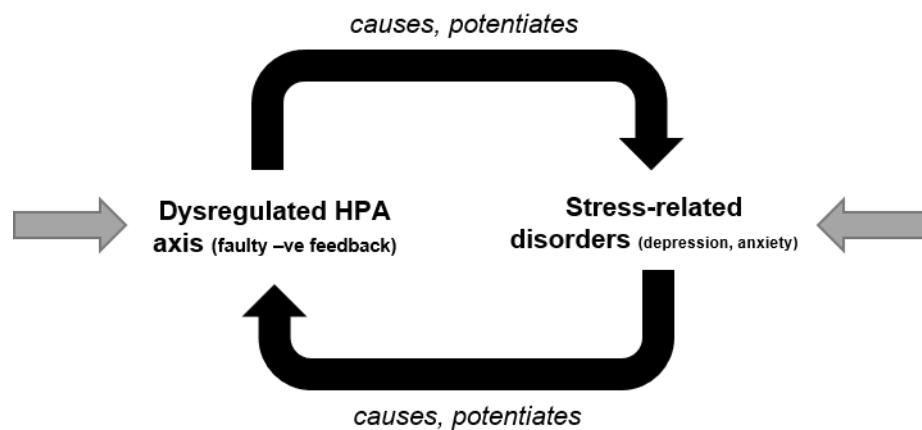 causes, potentiates
Dysregulated HPA
axis (faulty –ve feedback)
Stress-related
disorders (depression, anxiety)
causes, potentiates